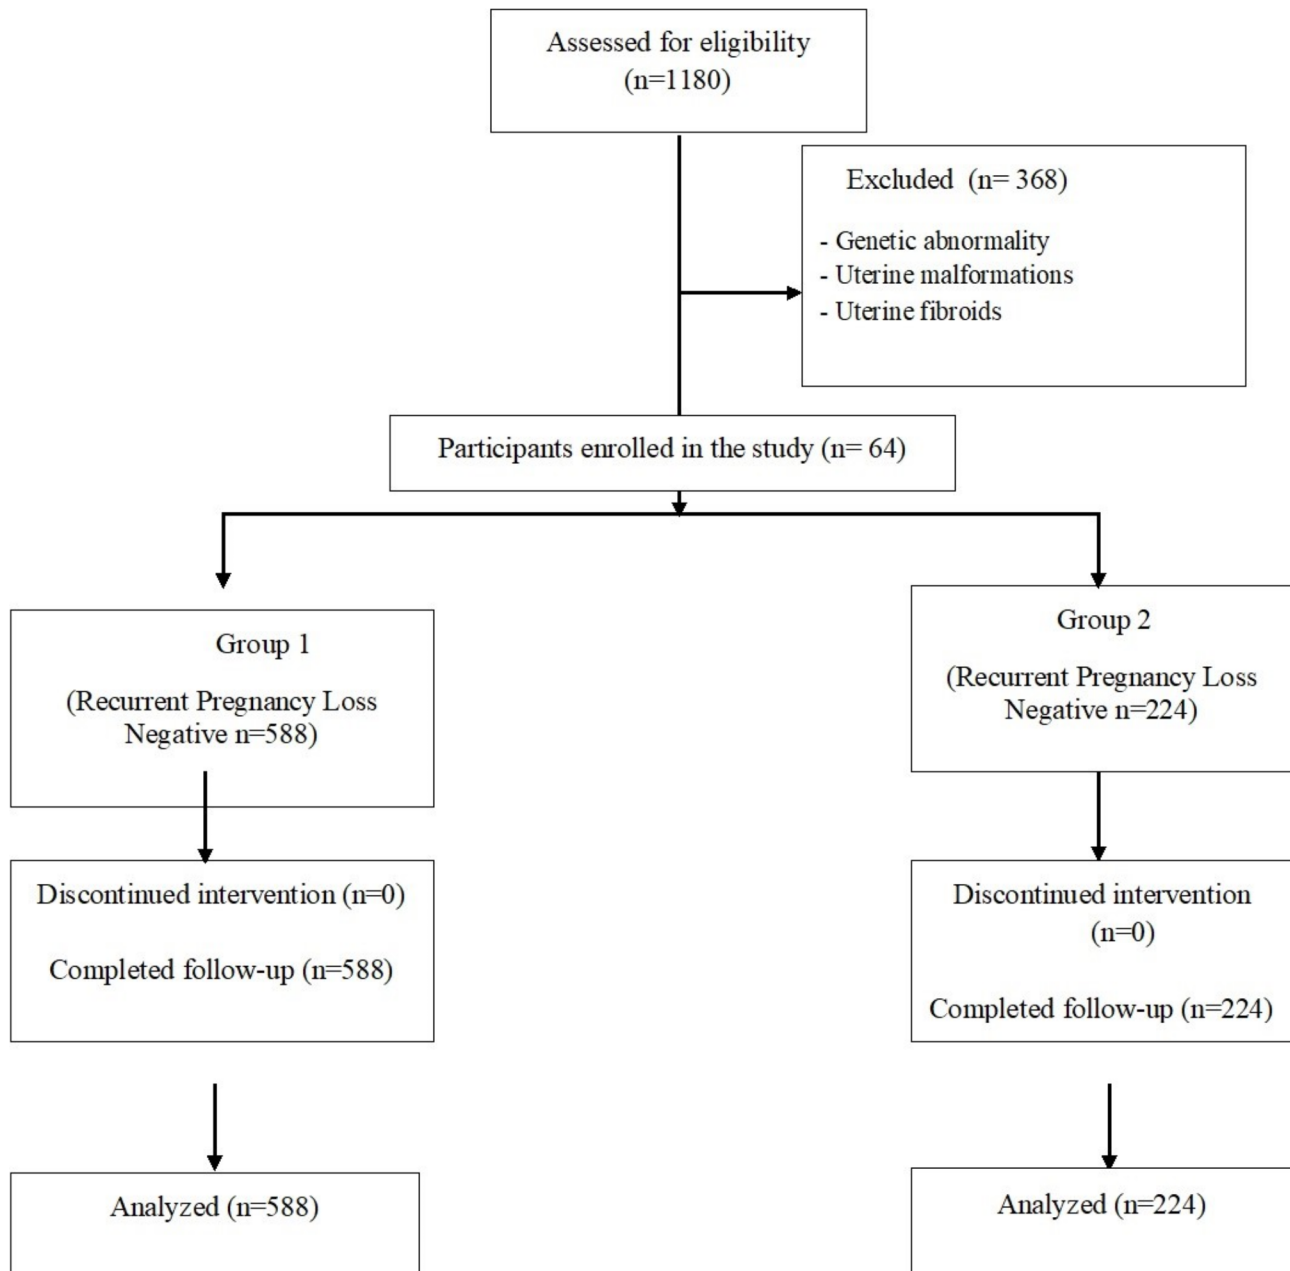 Assessed for eligibility
(n=1180)
Excluded (n= 368)
- Genetic abnormality
- Uterine malformations
- Uterine fibroids
Participants enrolled in the study (n= 64)
Group 1
(Recurrent Pregnancy Loss
Negative n=588)
Group 2
(Recurrent Pregnancy Loss
Negative n=224)
Discontinued intervention (n=0)
Completed follow-up (n=588)
Discontinued intervention
(n=0)
Completed follow-up (n=224)
Analyzed (n=588)
Analyzed (n=224)